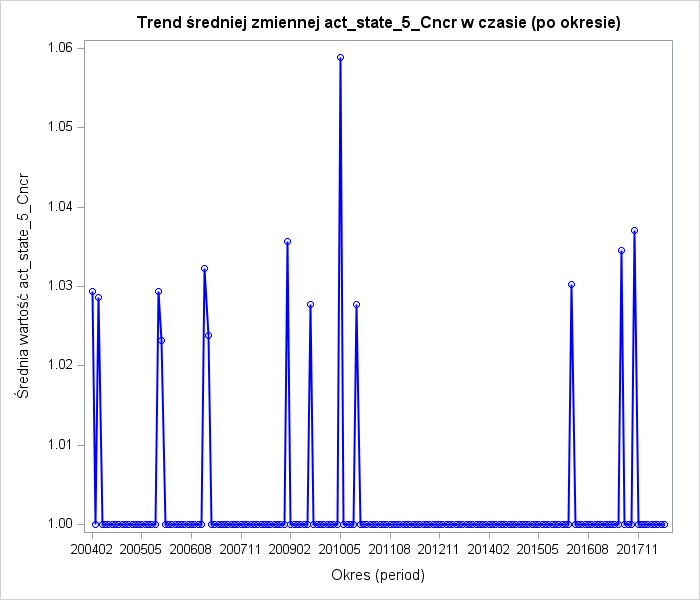 Trend średniej zmiennej act_state_5_Cncr w czasie (po okresie)
1.06
1.05
1.04
1.03
1.02
1.01
1.00
Średnia wartość act_state_5_Cncr
200402 200505 200608 200711 200902 201005 201108 201211 201402 201505 201608 201711
Okres (period)